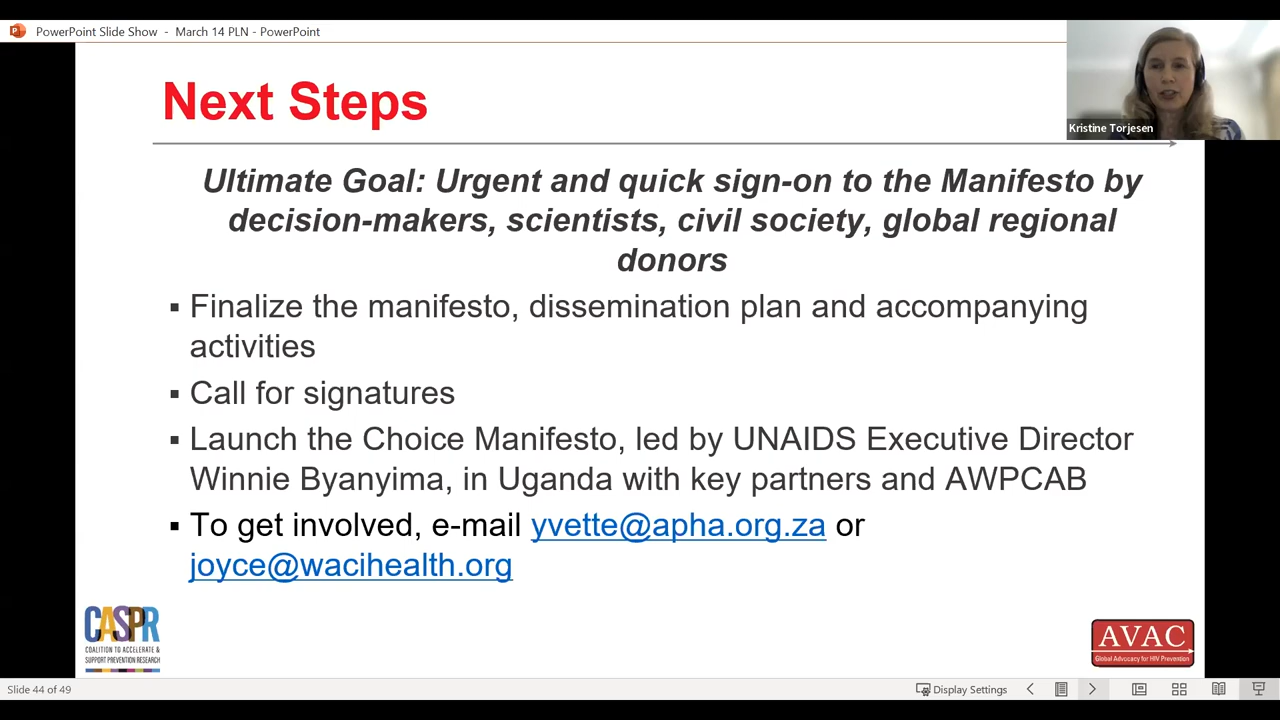 PowerPoint Slide Show - March 14 PLN - PowerPoint
Kristine Torjesen
Next Steps
Ultimate Goal: Urgent and quick sign-on to the Manifesto by
decision-makers, scientists, civil society, global regional
donors
▪ Finalize the manifesto, dissemination plan and accompanying
activities
▪ Call for signatures
▪ Launch the Choice Manifesto, led by UNAIDS Executive Director
Winnie Byanyima, in Uganda with key partners and AWPCAB
▪ To get involved, e-mail yvette@apha.org.za or
joyce@wacihealth.org
CASPR
COALITION TO ACCELERATE &
SUPPORT PREVENTION RESEARCH
AVAC
Global Advocacy for HIV Prevention
Slide 44 of 49
Display Settings